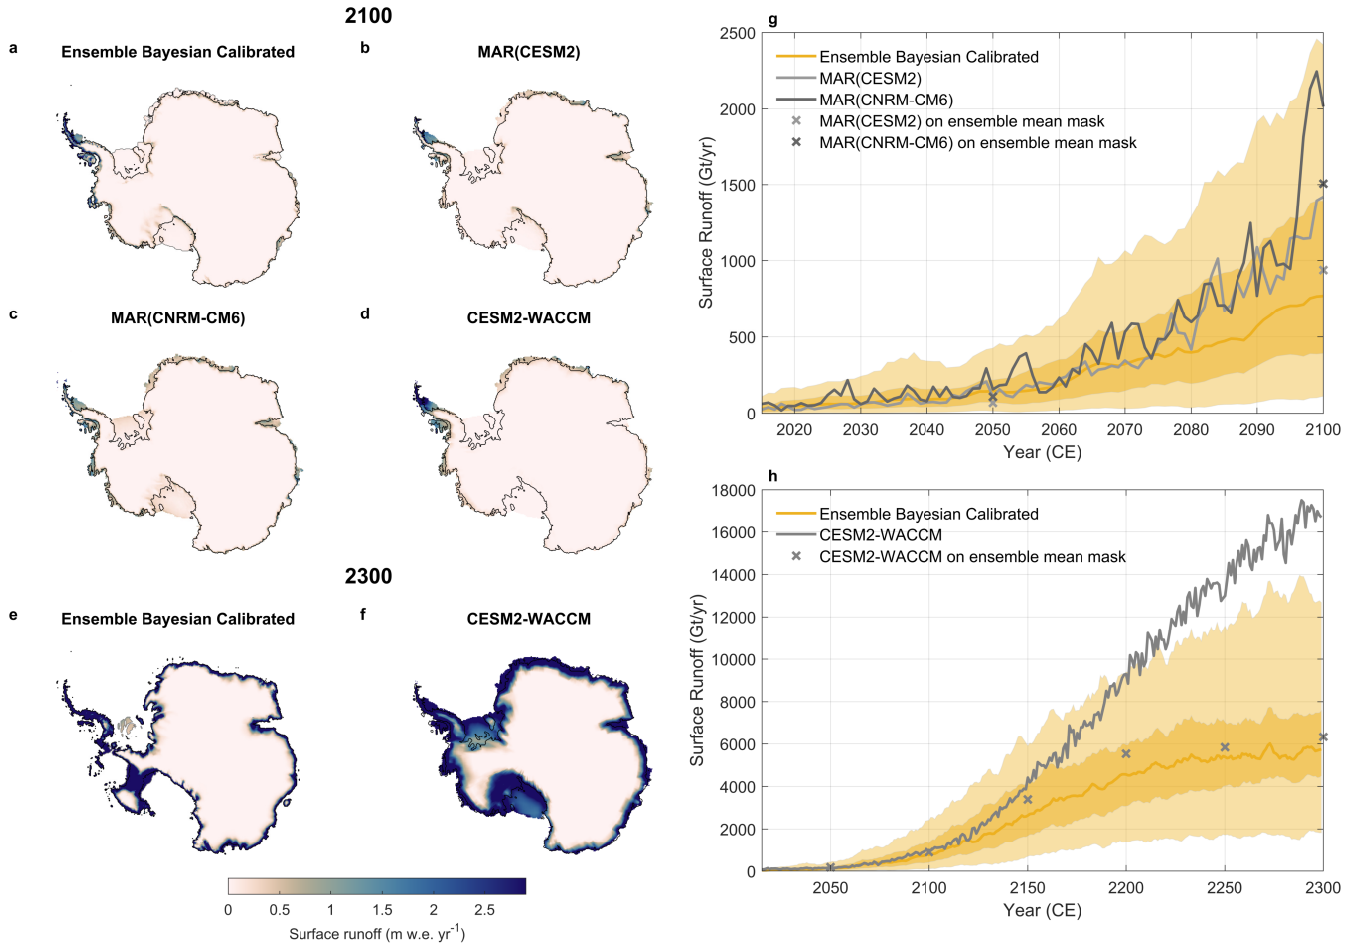 2100
a
Ensemble Bayesian Calibrated
b
MAR(CESM2)
c
MAR(CNRM-CM6)
d
CESM2-WACCM
2300
e
Ensemble Bayesian Calibrated
f
CESM2-WACCM
0 0.5 1 1.5 2 2.5
Surface runoff (m w.e. yr-1)
g
Ensemble Bayesian Calibrated
MAR(CESM2)
MAR(CNRM-CM6)
MAR(CESM2) on ensemble mean mask
MAR(CNRM-CM6) on ensemble mean mask
Surface Runoff (Gt/yr)
2500
2000
1500
1000
500
0
2020 2030 2040 2050 2060 2070 2080 2090 2100
Year (CE)
h
Ensemble Bayesian Calibrated
CESM2-WACCM
CESM2-WACCM on ensemble mean mask
Surface Runoff (Gt/yr)
18000
16000
14000
12000
10000
8000
6000
4000
2000
0
2050 2100 2150 2200 2250 2300
Year (CE)